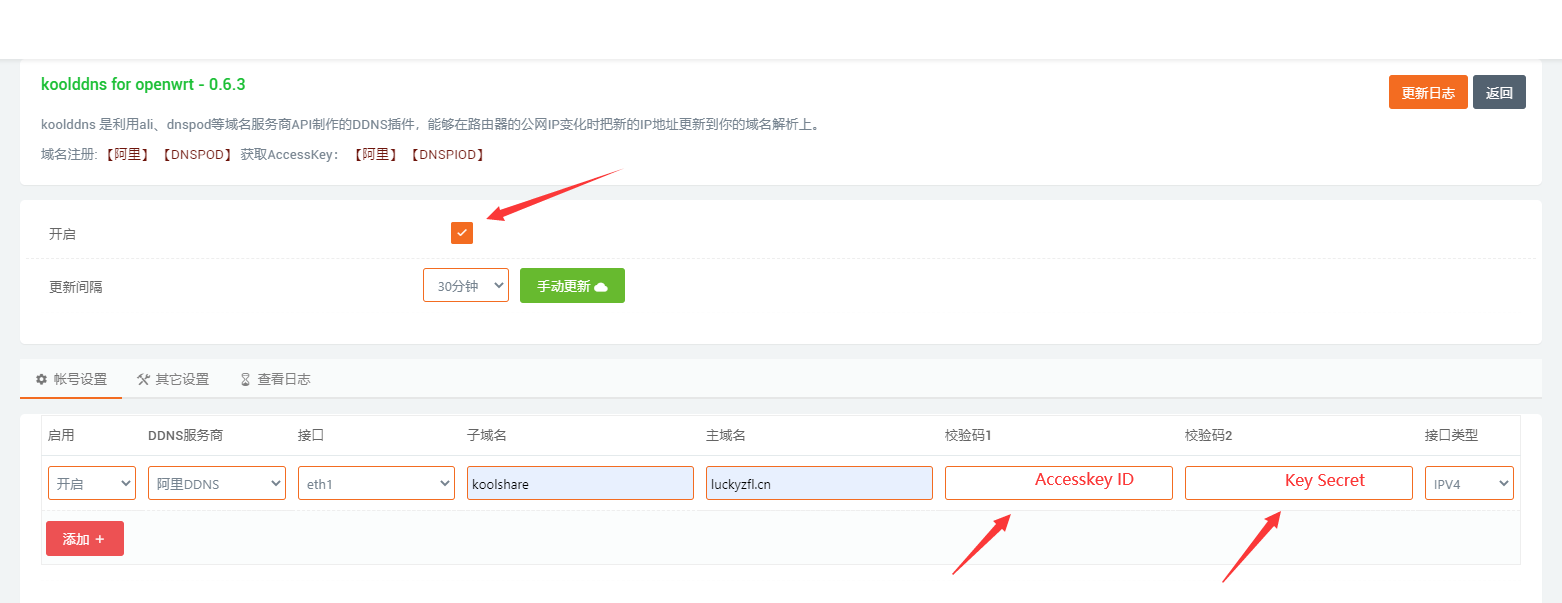 koolddns for openwrt - 0.6.3
更新日志 返回
koolddns 是利用ali、dnspod等域名服务商API制作的DDNS插件，能够在路由器的公网IP变化时把新的IP地址更新到你的域名解析上。
域名注册: 【阿里】 【DNSPOD】 获取AccessKey： 【阿里】 【DNSPIOD】
开启
更新间隔 30分钟 手动更新
帐号设置 其它设置 查看日志
启用 DDNS服务商 接口 子域名 主域名 校验码1 校验码2 接口类型
开启 阿里DDNS eth1 koolshare luckyzfl.cn Accesskey ID Key Secret IPV4
添加 +